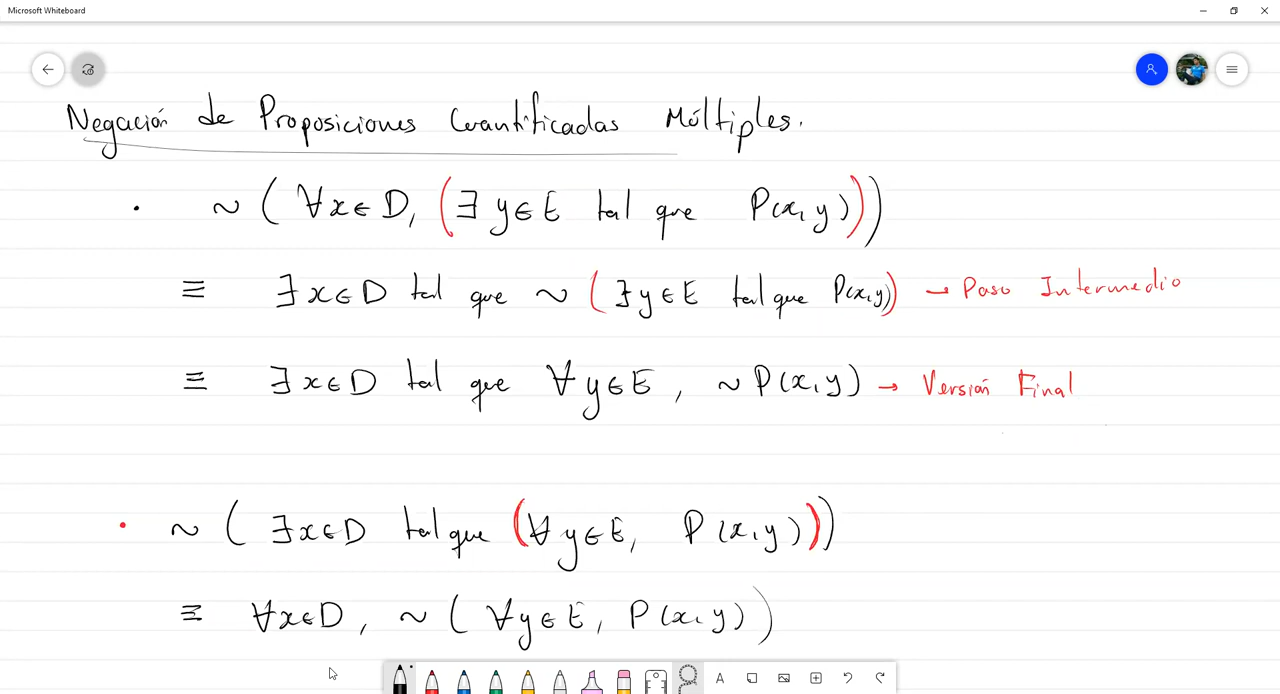 Microsoft Whiteboard
Negación de Proposiciones Cuantificadas Múltiples.
• ~ ( ∀x∈D, (∃ y∈E tal que P(x,y)))
≡ ∃x∈D tal que ~ (∃y∈E tal que P(x,y)) → Paso Intermedio
≡ ∃x∈D tal que ∀y∈E, ~P(x,y) → Versión Final
• ~ ( ∃x∈D tal que (∀y∈E, P(x,y)))
≡ ∀x∈D, ~ ( ∀y∈E, P(x,y))
A